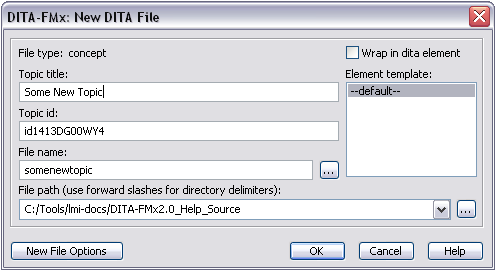 DITA-FMx: New DITA File
File type: concept
Wrap in dita element
Topic title:
Element template:
Some New Topic
--default--
Topic id:
id1413DG00WY4
File name:
somenewtopic
...
File path (use forward slashes for directory delimiters):
C:/Tools/lmi-docs/DITA-FMx2.0_Help_Source
...
New File Options
OK
Cancel
Help